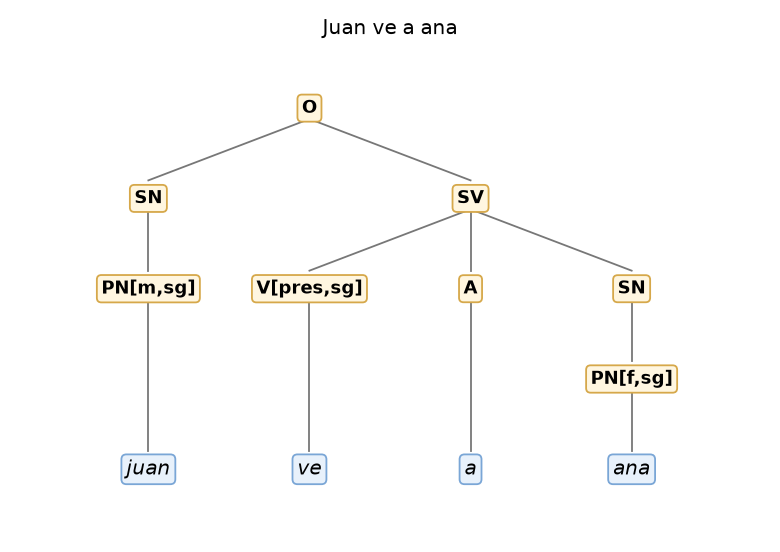 Juan ve a ana
O
SN SV
PN[m,sg] V[pres,sg] A SN
PN[f,sg]
juan ve a ana